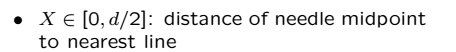 • X ∈ [0, d/2]: distance of needle midpoint
to nearest line